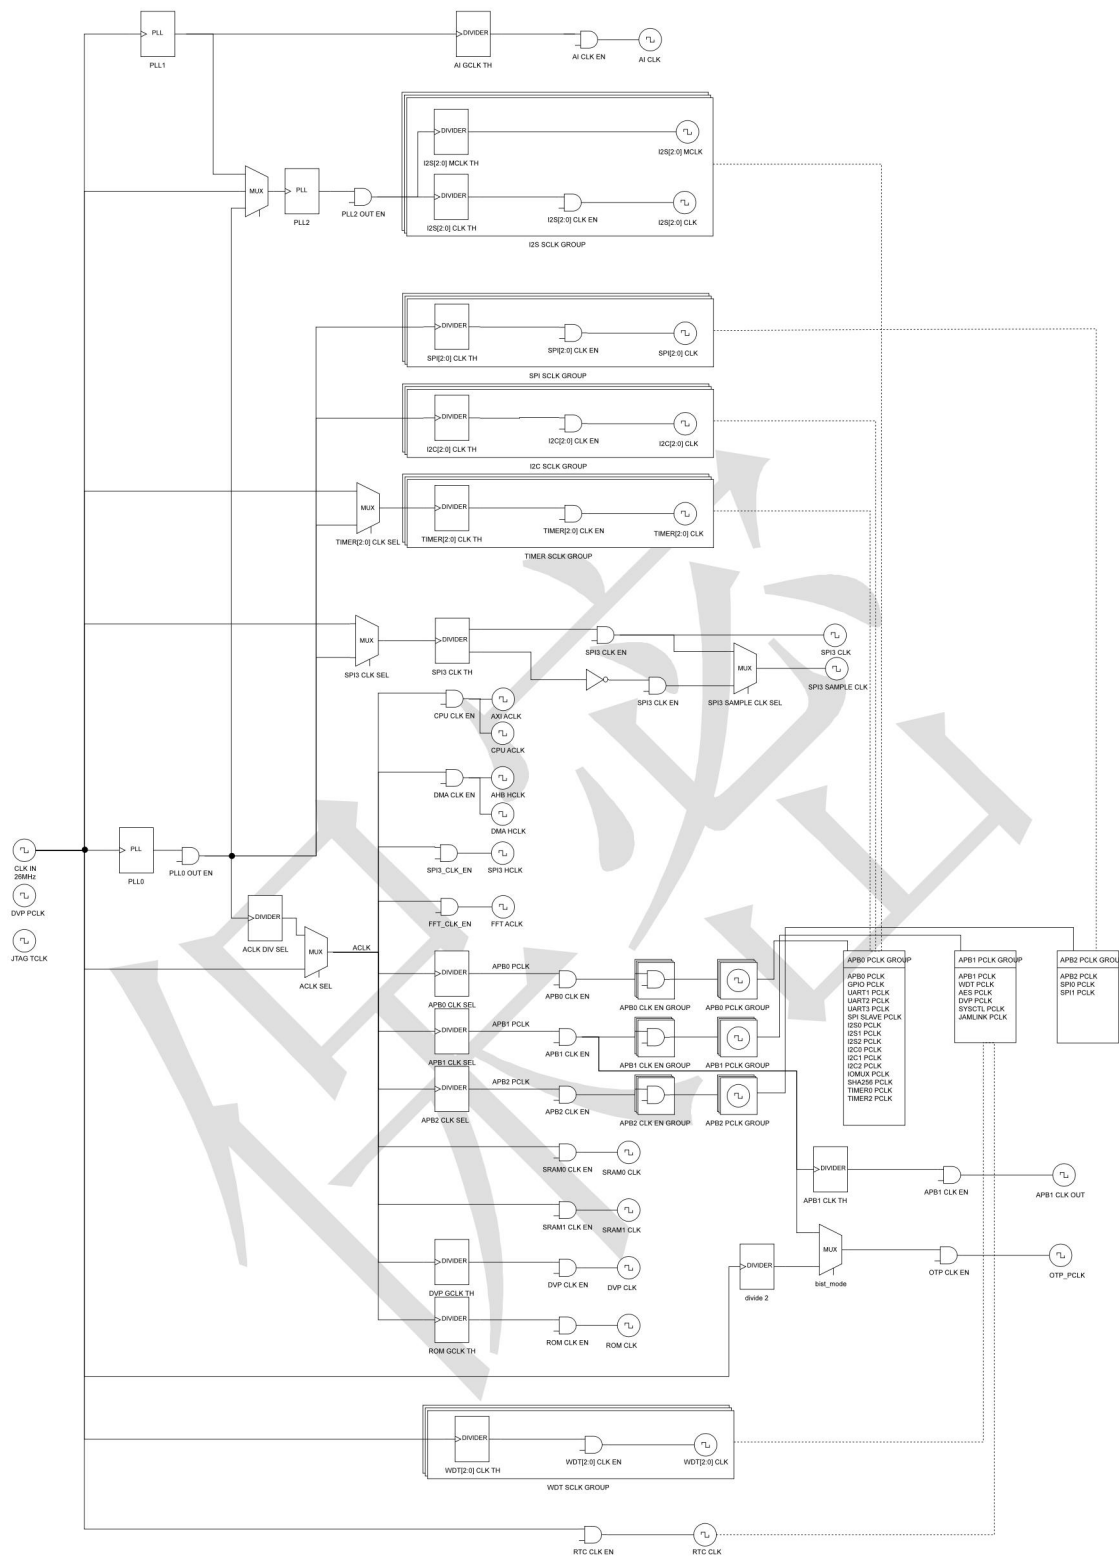 PLL
PLL1
DIVIDER
AI GCLK TH
AI CLK EN
AI CLK
DIVIDER
I2S[2:0] MCLK TH
I2S[2:0] MCLK
MUX
PLL
PLL2
PLL2 OUT EN
DIVIDER
I2S[2:0] CLK TH
I2S[2:0] CLK EN
I2S[2:0] CLK
I2S SCLK GROUP
DIVIDER
SPI[2:0] CLK TH
SPI[2:0] CLK EN
SPI[2:0] CLK
SPI SCLK GROUP
DIVIDER
I2C[2:0] CLK TH
I2C[2:0] CLK EN
I2C[2:0] CLK
I2C SCLK GROUP
MUX
TIMER[2:0] CLK SEL
DIVIDER
TIMER[2:0] CLK TH
TIMER[2:0] CLK EN
TIMER[2:0] CLK
TIMER SCLK GROUP
MUX
SPI3 CLK SEL
DIVIDER
SPI3 CLK TH
SPI3 CLK EN
SPI3 CLK
SPI3 CLK EN
MUX
SPI3 SAMPLE CLK SEL
SPI3 SAMPLE CLK
CPU CLK EN
AXI ACLK
CPU ACLK
DMA CLK EN
AHB HCLK
DMA HCLK
CLK IN
26MHz
DVP PCLK
JTAG TCLK
PLL
PLL0
PLL0 OUT EN
SPI3_CLK_EN
SPI3 HCLK
DIVIDER
ACLK DIV SEL
MUX
ACLK SEL
ACLK
FFT_CLK_EN
FFT ACLK
DIVIDER
APB0 CLK SEL
APB0 PCLK
APB0 CLK EN
APB0 CLK EN GROUP
APB0 PCLK GROUP
DIVIDER
APB1 CLK SEL
APB1 PCLK
APB1 CLK EN
APB1 CLK EN GROUP
APB1 PCLK GROUP
DIVIDER
APB2 CLK SEL
APB2 PCLK
APB2 CLK EN
APB2 CLK EN GROUP
APB2 PCLK GROUP
APB0 PCLK GROUP
APB0 PCLK
GPIO PCLK
UART1 PCLK
UART2 PCLK
UART3 PCLK
SPI SLAVE PCLK
I2S0 PCLK
I2S1 PCLK
I2S2 PCLK
I2C0 PCLK
I2C1 PCLK
I2C2 PCLK
IOMUX PCLK
SHA256 PCLK
TIMER0 PCLK
TIMER2 PCLK
APB1 PCLK GROUP
APB1 PCLK
WDT PCLK
AES PCLK
DVP PCLK
SYSCTL PCLK
JAMLINK PCLK
APB2 PCLK GROU
APB2 PCLK
SPI0 PCLK
SPI1 PCLK
SRAM0 CLK EN
SRAM0 CLK
DIVIDER
APB1 CLK TH
APB1 CLK EN
APB1 CLK OUT
SRAM1 CLK EN
SRAM1 CLK
DIVIDER
DVP GCLK TH
DVP CLK EN
DVP CLK
DIVIDER
divide 2
MUX
bist_mode
OTP CLK EN
OTP_PCLK
DIVIDER
ROM GCLK TH
ROM CLK EN
ROM CLK
DIVIDER
WDT[2:0] CLK TH
WDT[2:0] CLK EN
WDT[2:0] CLK
WDT SCLK GROUP
RTC CLK EN
RTC CLK
保密